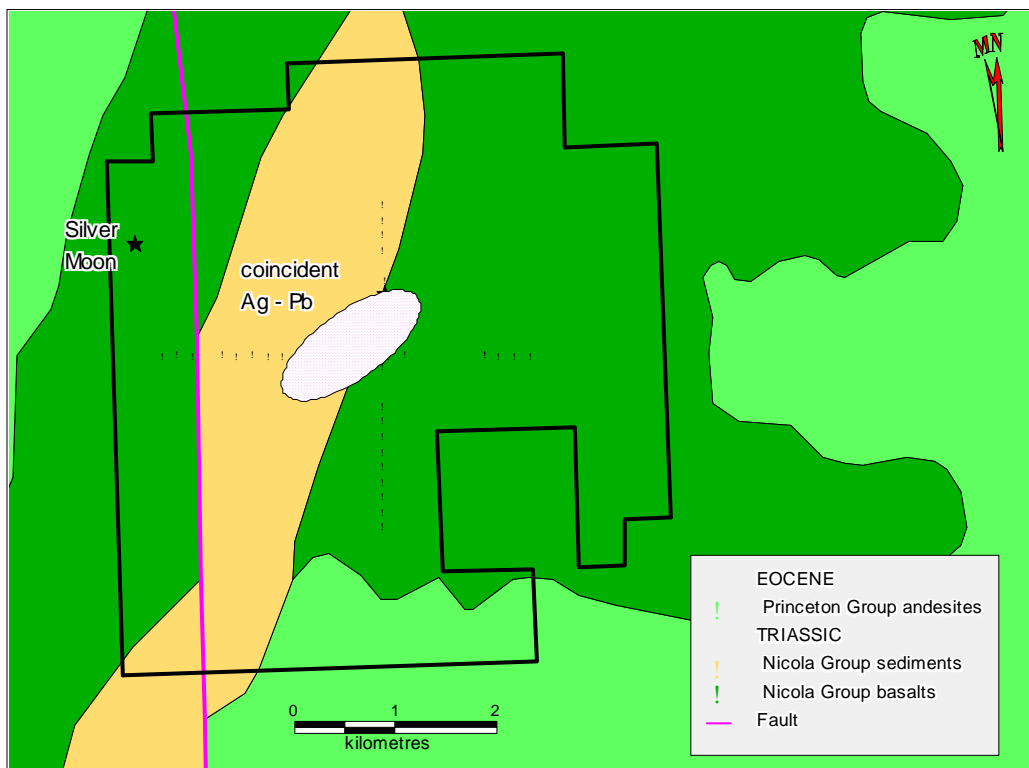 MN
Silver
Moon
coincident
Ag - Pb
EOCENE
! Princeton Group andesites
TRIASSIC
! Nicola Group sediments
! Nicola Group basalts
Fault
0 1 2
kilometres